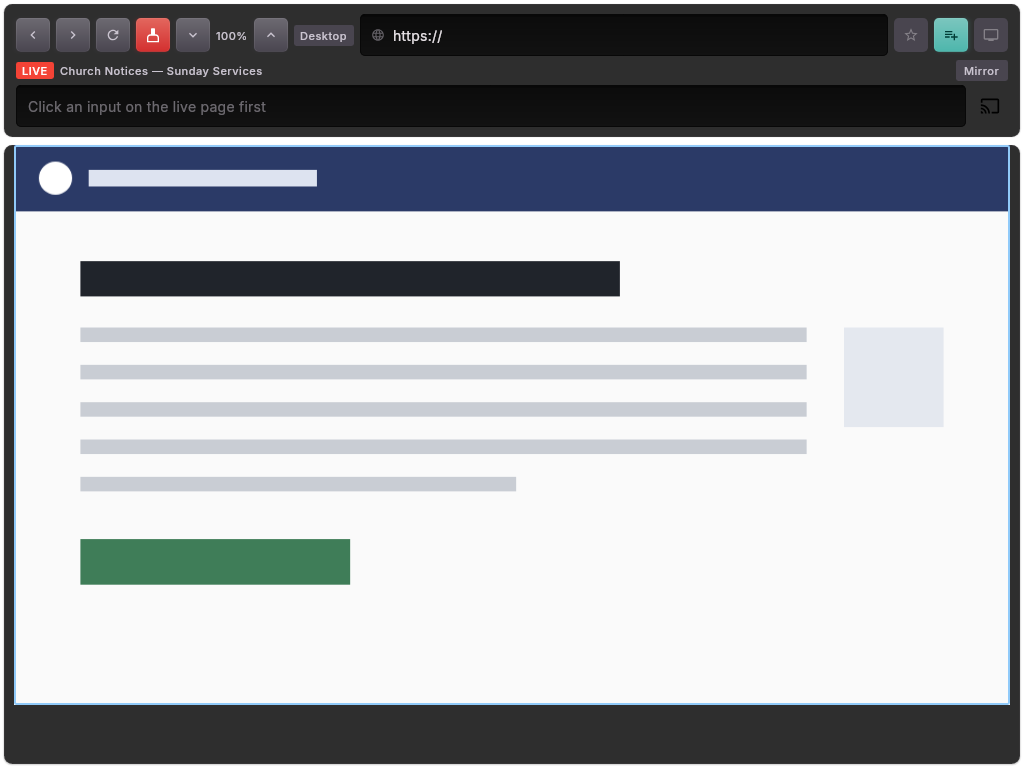 100%
Desktop
https://
LIVE
Church Notices — Sunday Services
Mirror
Click an input on the live page first